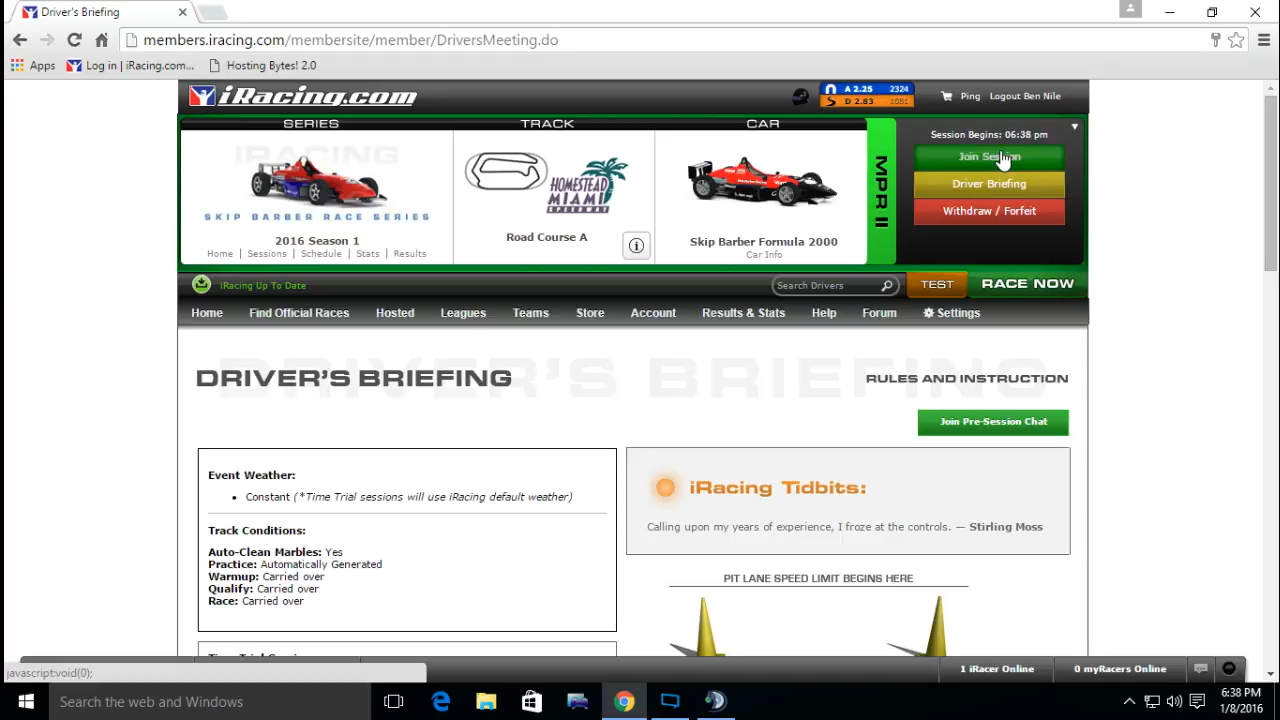 Driver's Briefing
members.iracing.com/membersite/member/DriversMeeting.do
Apps
Log in | iRacing.com...
Hosting Bytes! 2.0
iRacing.com
A 2.25 2324
D 2.83 1081
Ping
Logout Ben Nile
SERIES
TRACK
CAR
Session Begins: 06:38 pm
Join Session
Driver Briefing
Withdraw / Forfeit
IRACING
SKIP BARBER RACE SERIES
2016 Season 1
Home | Sessions | Schedule | Stats | Results
HOMESTEAD
MIAMI
SPEEDWAY
Road Course A
Skip Barber Formula 2000
Car Info
MPR II
iRacing Up To Date
Search Drivers
TEST
RACE NOW
Home
Find Official Races
Hosted
Leagues
Teams
Store
Account
Results & Stats
Help
Forum
Settings
DRIVER'S BRIEFING
RULES AND INSTRUCTION
Join Pre-Session Chat
Event Weather:
• Constant (*Time Trial sessions will use iRacing default weather)
Track Conditions:
Auto-Clean Marbles: Yes
Practice: Automatically Generated
Warmup: Carried over
Qualify: Carried over
Race: Carried over
iRacing Tidbits:
Calling upon my years of experience, I froze at the controls. — Stirling Moss
PIT LANE SPEED LIMIT BEGINS HERE
javascript:void(0);
1 iRacer Online
0 myRacers Online
Search the web and Windows
6:38 PM
1/8/2016